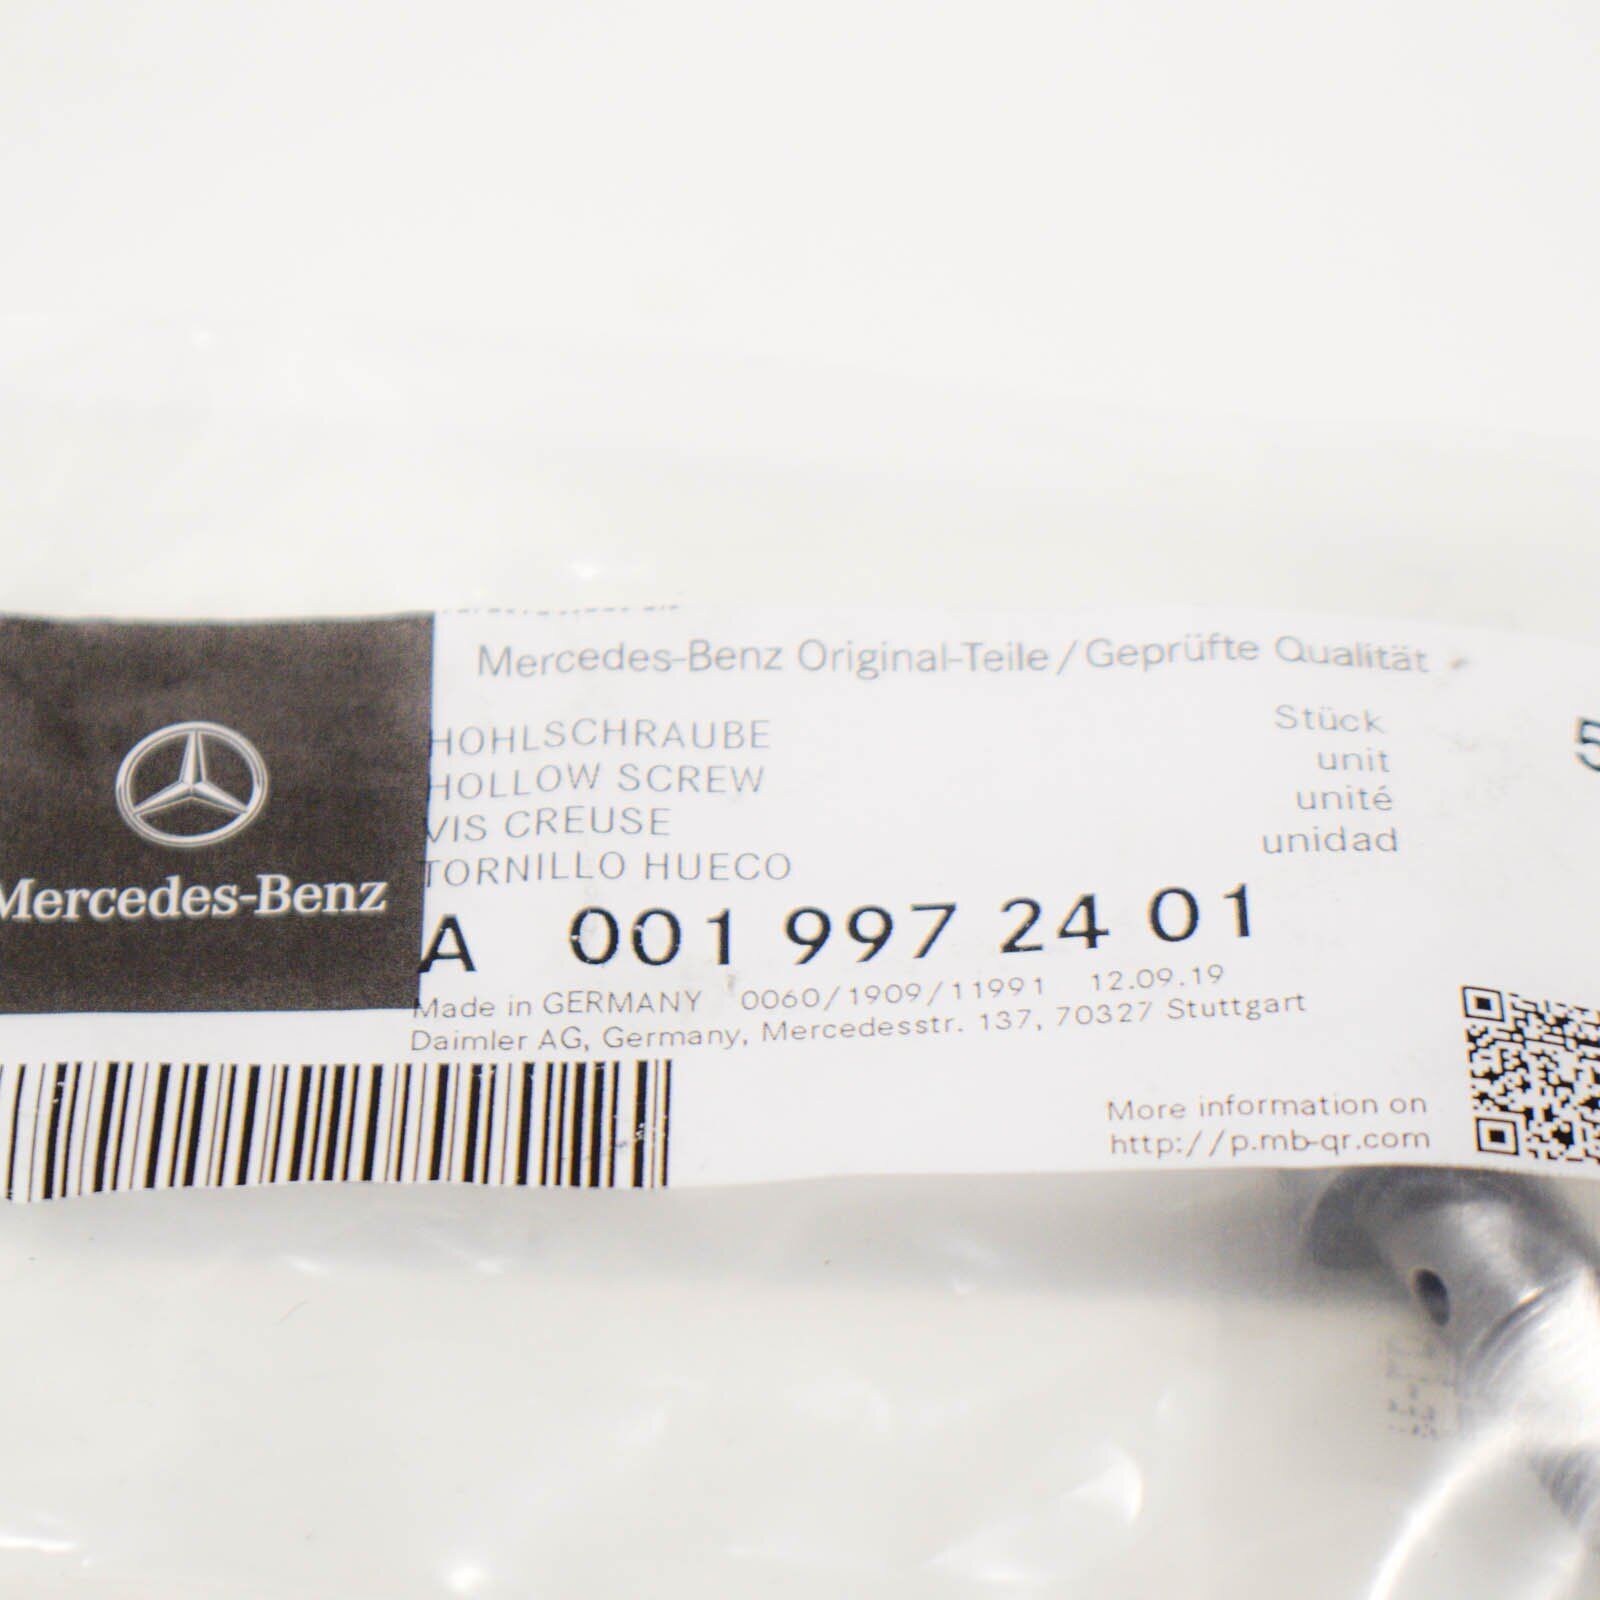 Mercedes-Benz Original-Teile/Geprüfte Qualität
HOHLSCHRAUBE
HOLLOW SCREW
VIS CREUSE
TORNILLO HUECO
Stück
unit
unité
unidad
5
Mercedes-Benz
A 001 997 24 01
Made in GERMANY 0060/1909/11991 12.09.19
Daimler AG, Germany, Mercedesstr. 137, 70327 Stuttgart
More information on
http://p.mb-qr.com